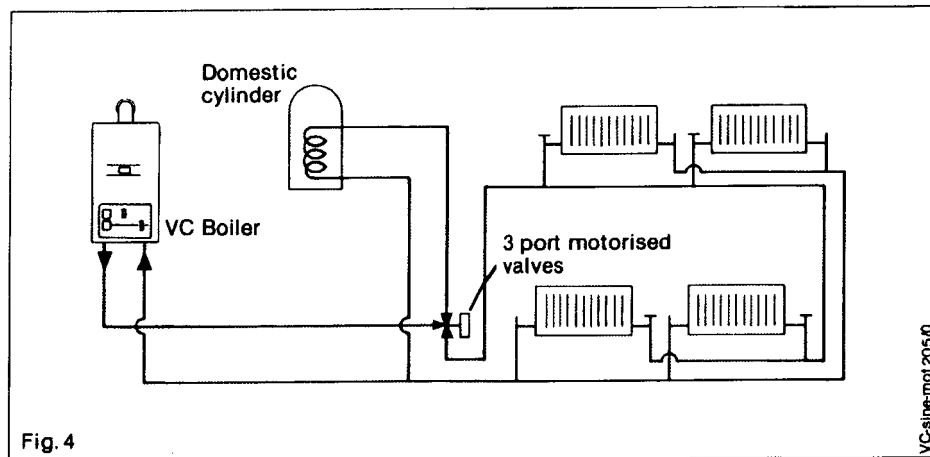 Domestic
cylinder
VC Boiler
3 port motorised
valves
Fig. 4
VC-sine-mot 205/0